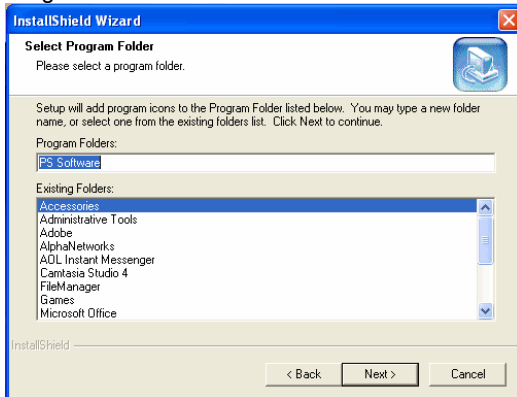 InstallShield Wizard
Select Program Folder
Please select a program folder.
Setup will add program icons to the Program Folder listed below. You may type a new folder
name, or select one from the existing folders list. Click Next to continue.
Program Folders:
PS Software
Existing Folders:
Accessories
Administrative Tools
Adobe
AlphaNetworks
AOL Instant Messenger
Camtasia Studio 4
FileManager
Games
Microsoft Office
InstallShield
< Back Next > Cancel